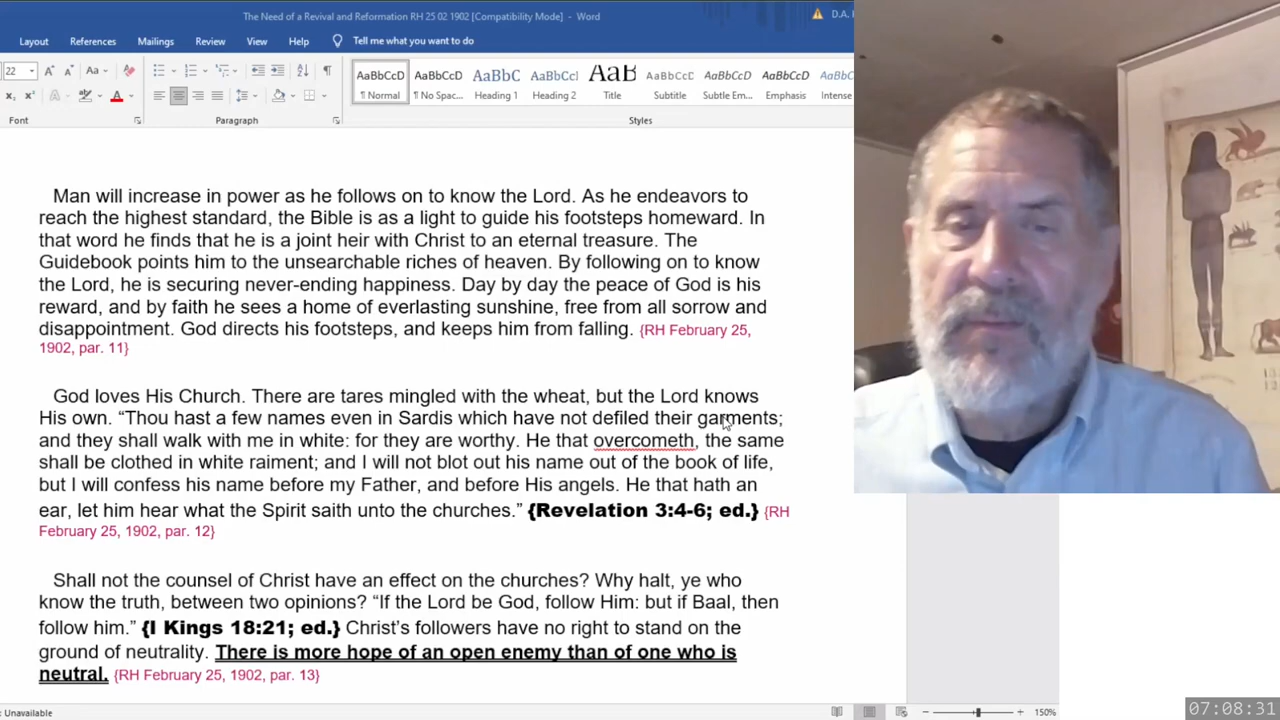 The Need of a Revival and Reformation RH 25 02 1902 [Compatibility Mode] - Word
D.A.
Layout References Mailings Review View Help Tell me what you want to do
22 Aa
AaBbCcD AaBbCcD AaBbC AaBbCc AaB AaBbCcD AaBbCcD AaBbCcD AaBbC
¶ Normal ¶ No Spac... Heading 1 Heading 2 Title Subtitle Subtle Em... Emphasis Intense
Font Paragraph Styles
Man will increase in power as he follows on to know the Lord. As he endeavors to
reach the highest standard, the Bible is as a light to guide his footsteps homeward. In
that word he finds that he is a joint heir with Christ to an eternal treasure. The
Guidebook points him to the unsearchable riches of heaven. By following on to know
the Lord, he is securing never-ending happiness. Day by day the peace of God is his
reward, and by faith he sees a home of everlasting sunshine, free from all sorrow and
disappointment. God directs his footsteps, and keeps him from falling. {RH February 25,
1902, par. 11}
God loves His Church. There are tares mingled with the wheat, but the Lord knows
His own. “Thou hast a few names even in Sardis which have not defiled their garments;
and they shall walk with me in white: for they are worthy. He that overcometh, the same
shall be clothed in white raiment; and I will not blot out his name out of the book of life,
but I will confess his name before my Father, and before His angels. He that hath an
ear, let him hear what the Spirit saith unto the churches.” {Revelation 3:4-6; ed.} {RH
February 25, 1902, par. 12}
Shall not the counsel of Christ have an effect on the churches? Why halt, ye who
know the truth, between two opinions? “If the Lord be God, follow Him: but if Baal, then
follow him.” {I Kings 18:21; ed.} Christ’s followers have no right to stand on the
ground of neutrality. There is more hope of an open enemy than of one who is
neutral. {RH February 25, 1902, par. 13}
: Unavailable
150%
07:08:31